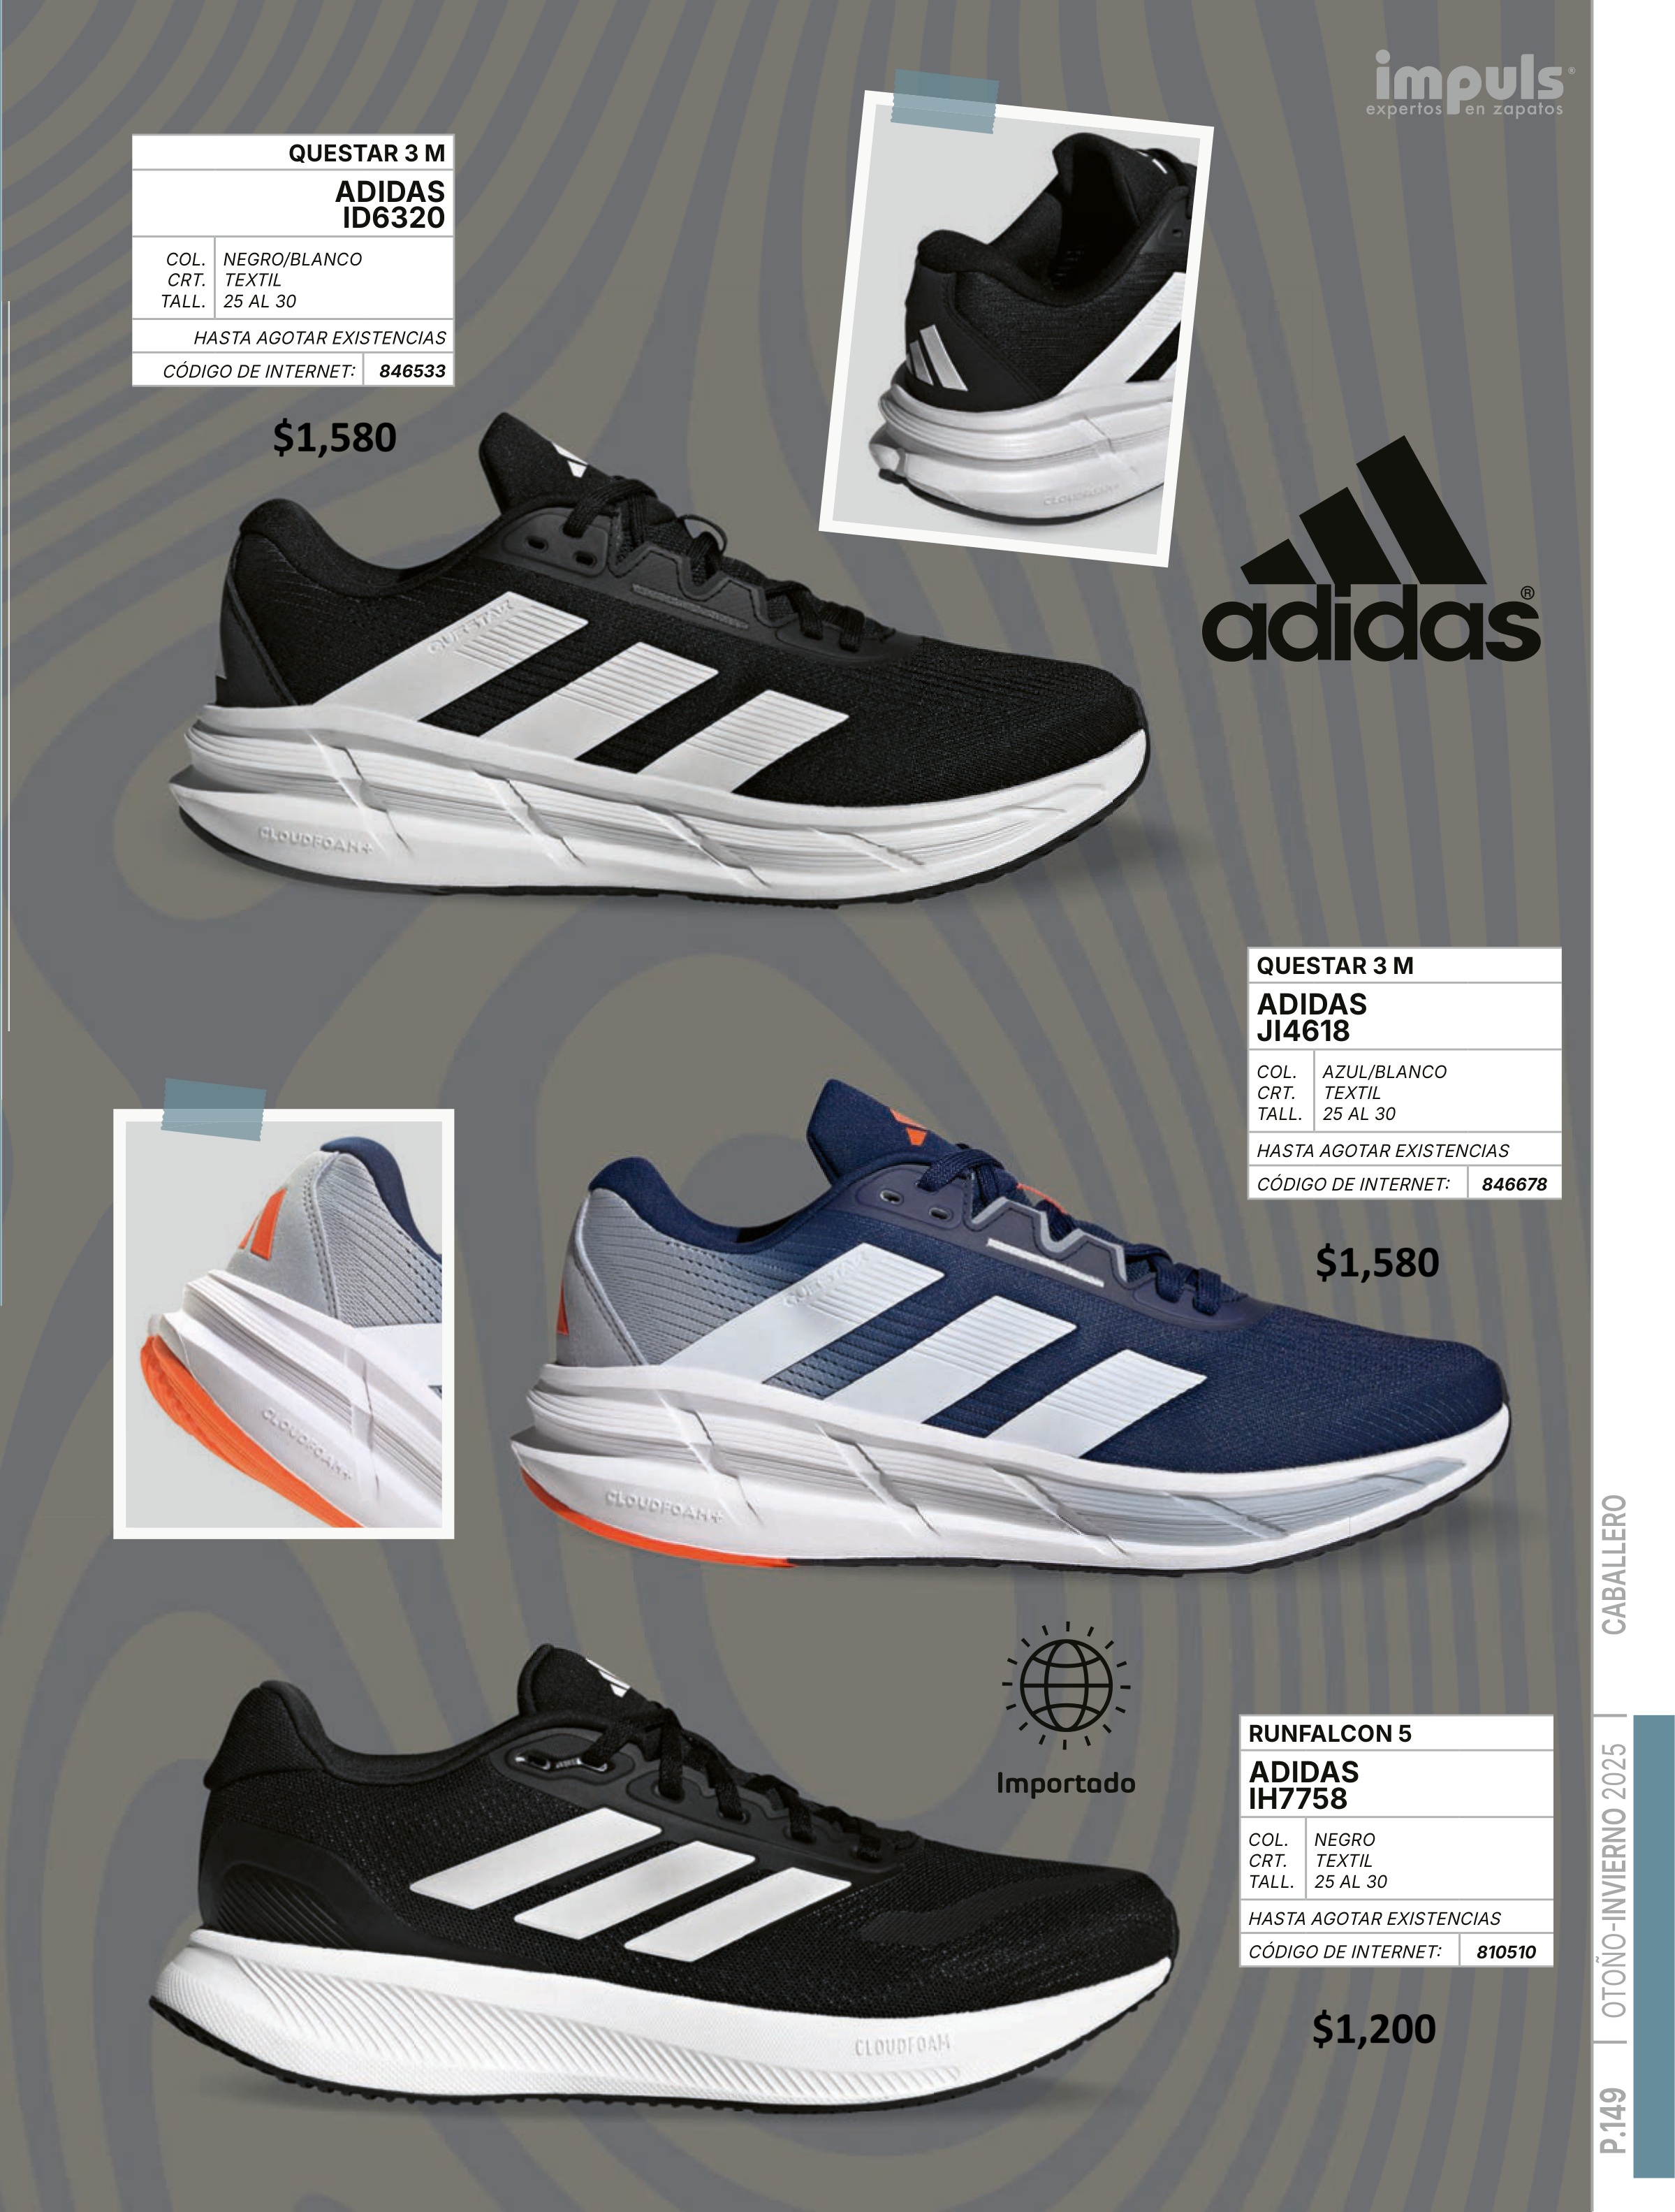 impuls®
expertos en zapatos
QUESTAR 3 M
ADIDAS
ID6320
COL. NEGRO/BLANCO
CRT. TEXTIL
TALL. 25 AL 30
HASTA AGOTAR EXISTENCIAS
CÓDIGO DE INTERNET: 846533
$1,580
CLOUDFOAM+
adidas®
QUESTAR
CLOUDFOAM+
QUESTAR 3 M
ADIDAS
JI4618
COL. AZUL/BLANCO
CRT. TEXTIL
TALL. 25 AL 30
HASTA AGOTAR EXISTENCIAS
CÓDIGO DE INTERNET: 846678
$1,580
CLOUDFOAM+
QUESTAR
CLOUDFOAM+
Importado
RUNFALCON 5
ADIDAS
IH7758
COL. NEGRO
CRT. TEXTIL
TALL. 25 AL 30
HASTA AGOTAR EXISTENCIAS
CÓDIGO DE INTERNET: 810510
$1,200
CLOUDFOAM
CABALLERO
OTOÑO-INVIERNO 2025
P.149